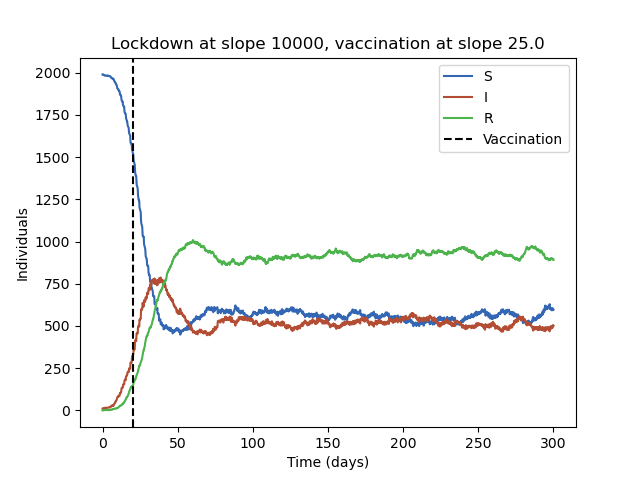 Lockdown at slope 10000, vaccination at slope 25.0
2000
1750
1500
1250
1000
750
500
250
0
Individuals
S
I
R
Vaccination
0 50 100 150 200 250 300
Time (days)